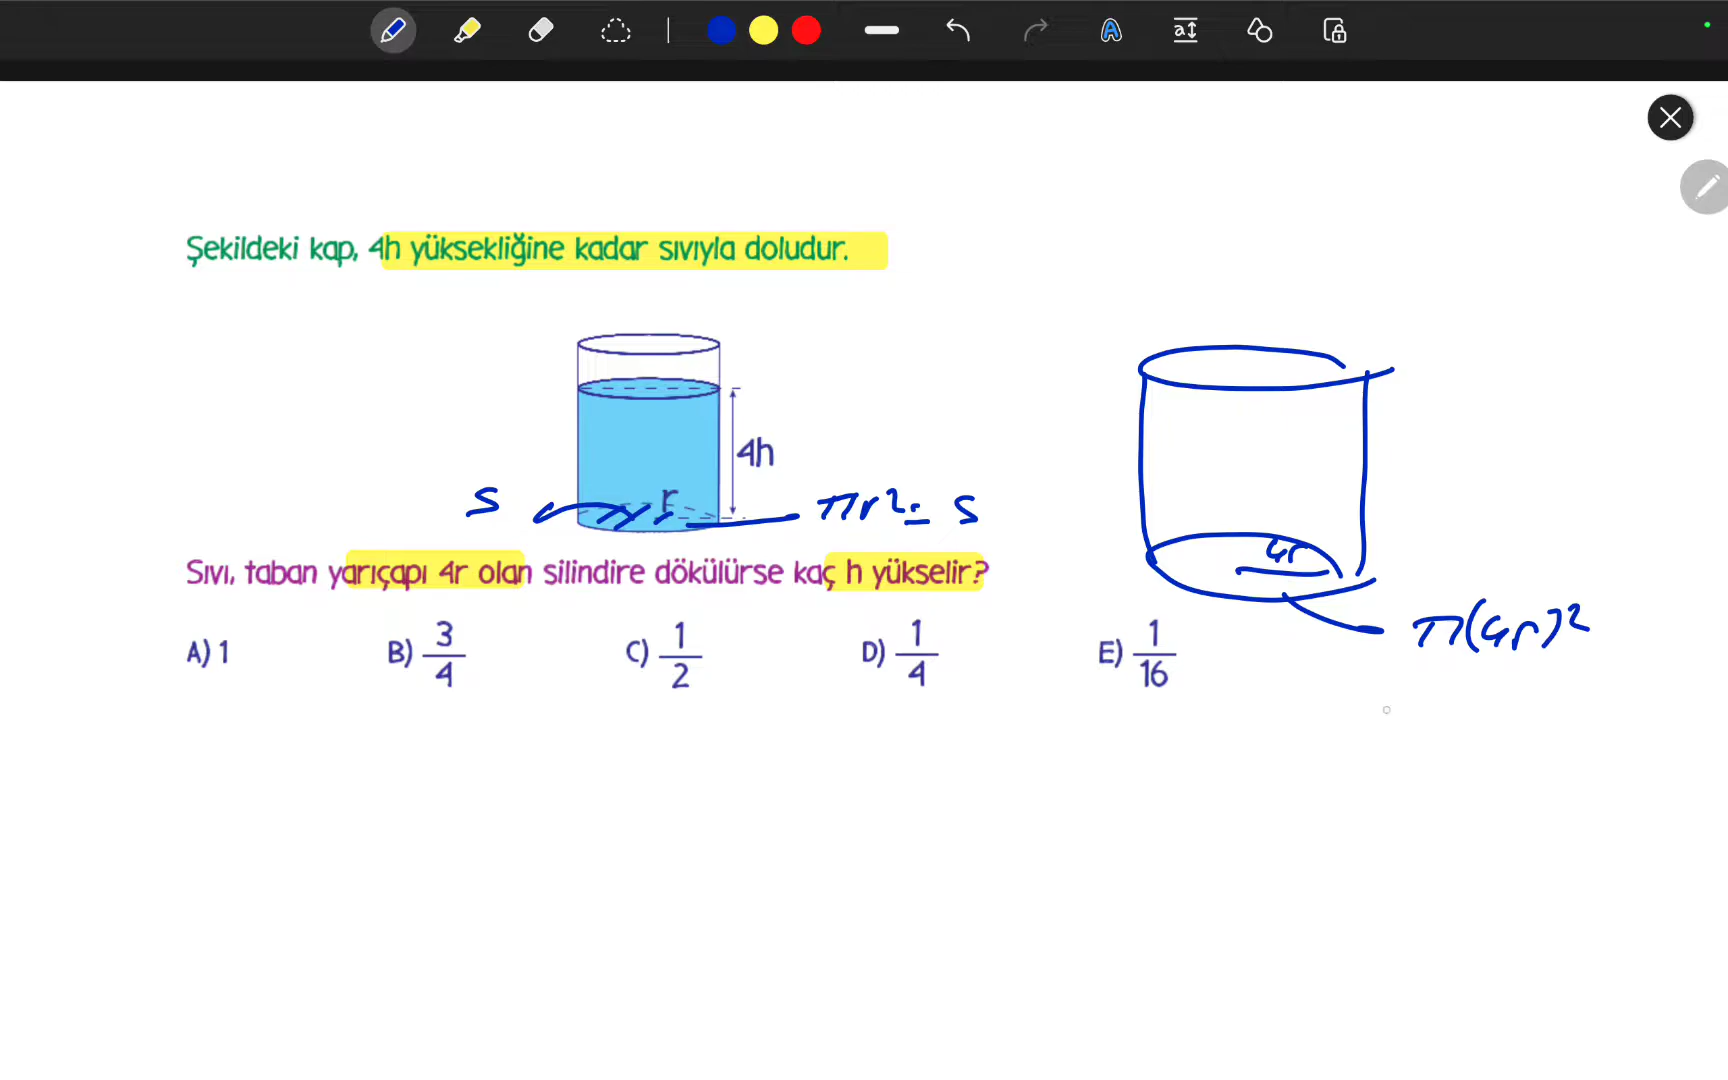 Şekildeki kap, 4h yüksekliğine kadar sıvıyla doludur.
4h
r
S
πr² = S
4r
Sıvı, taban yarıçapı 4r olan silindire dökülürse kaç h yükselir?
π(4r)²
A) 1 B) 3/4 C) 1/2 D) 1/4 E) 1/16